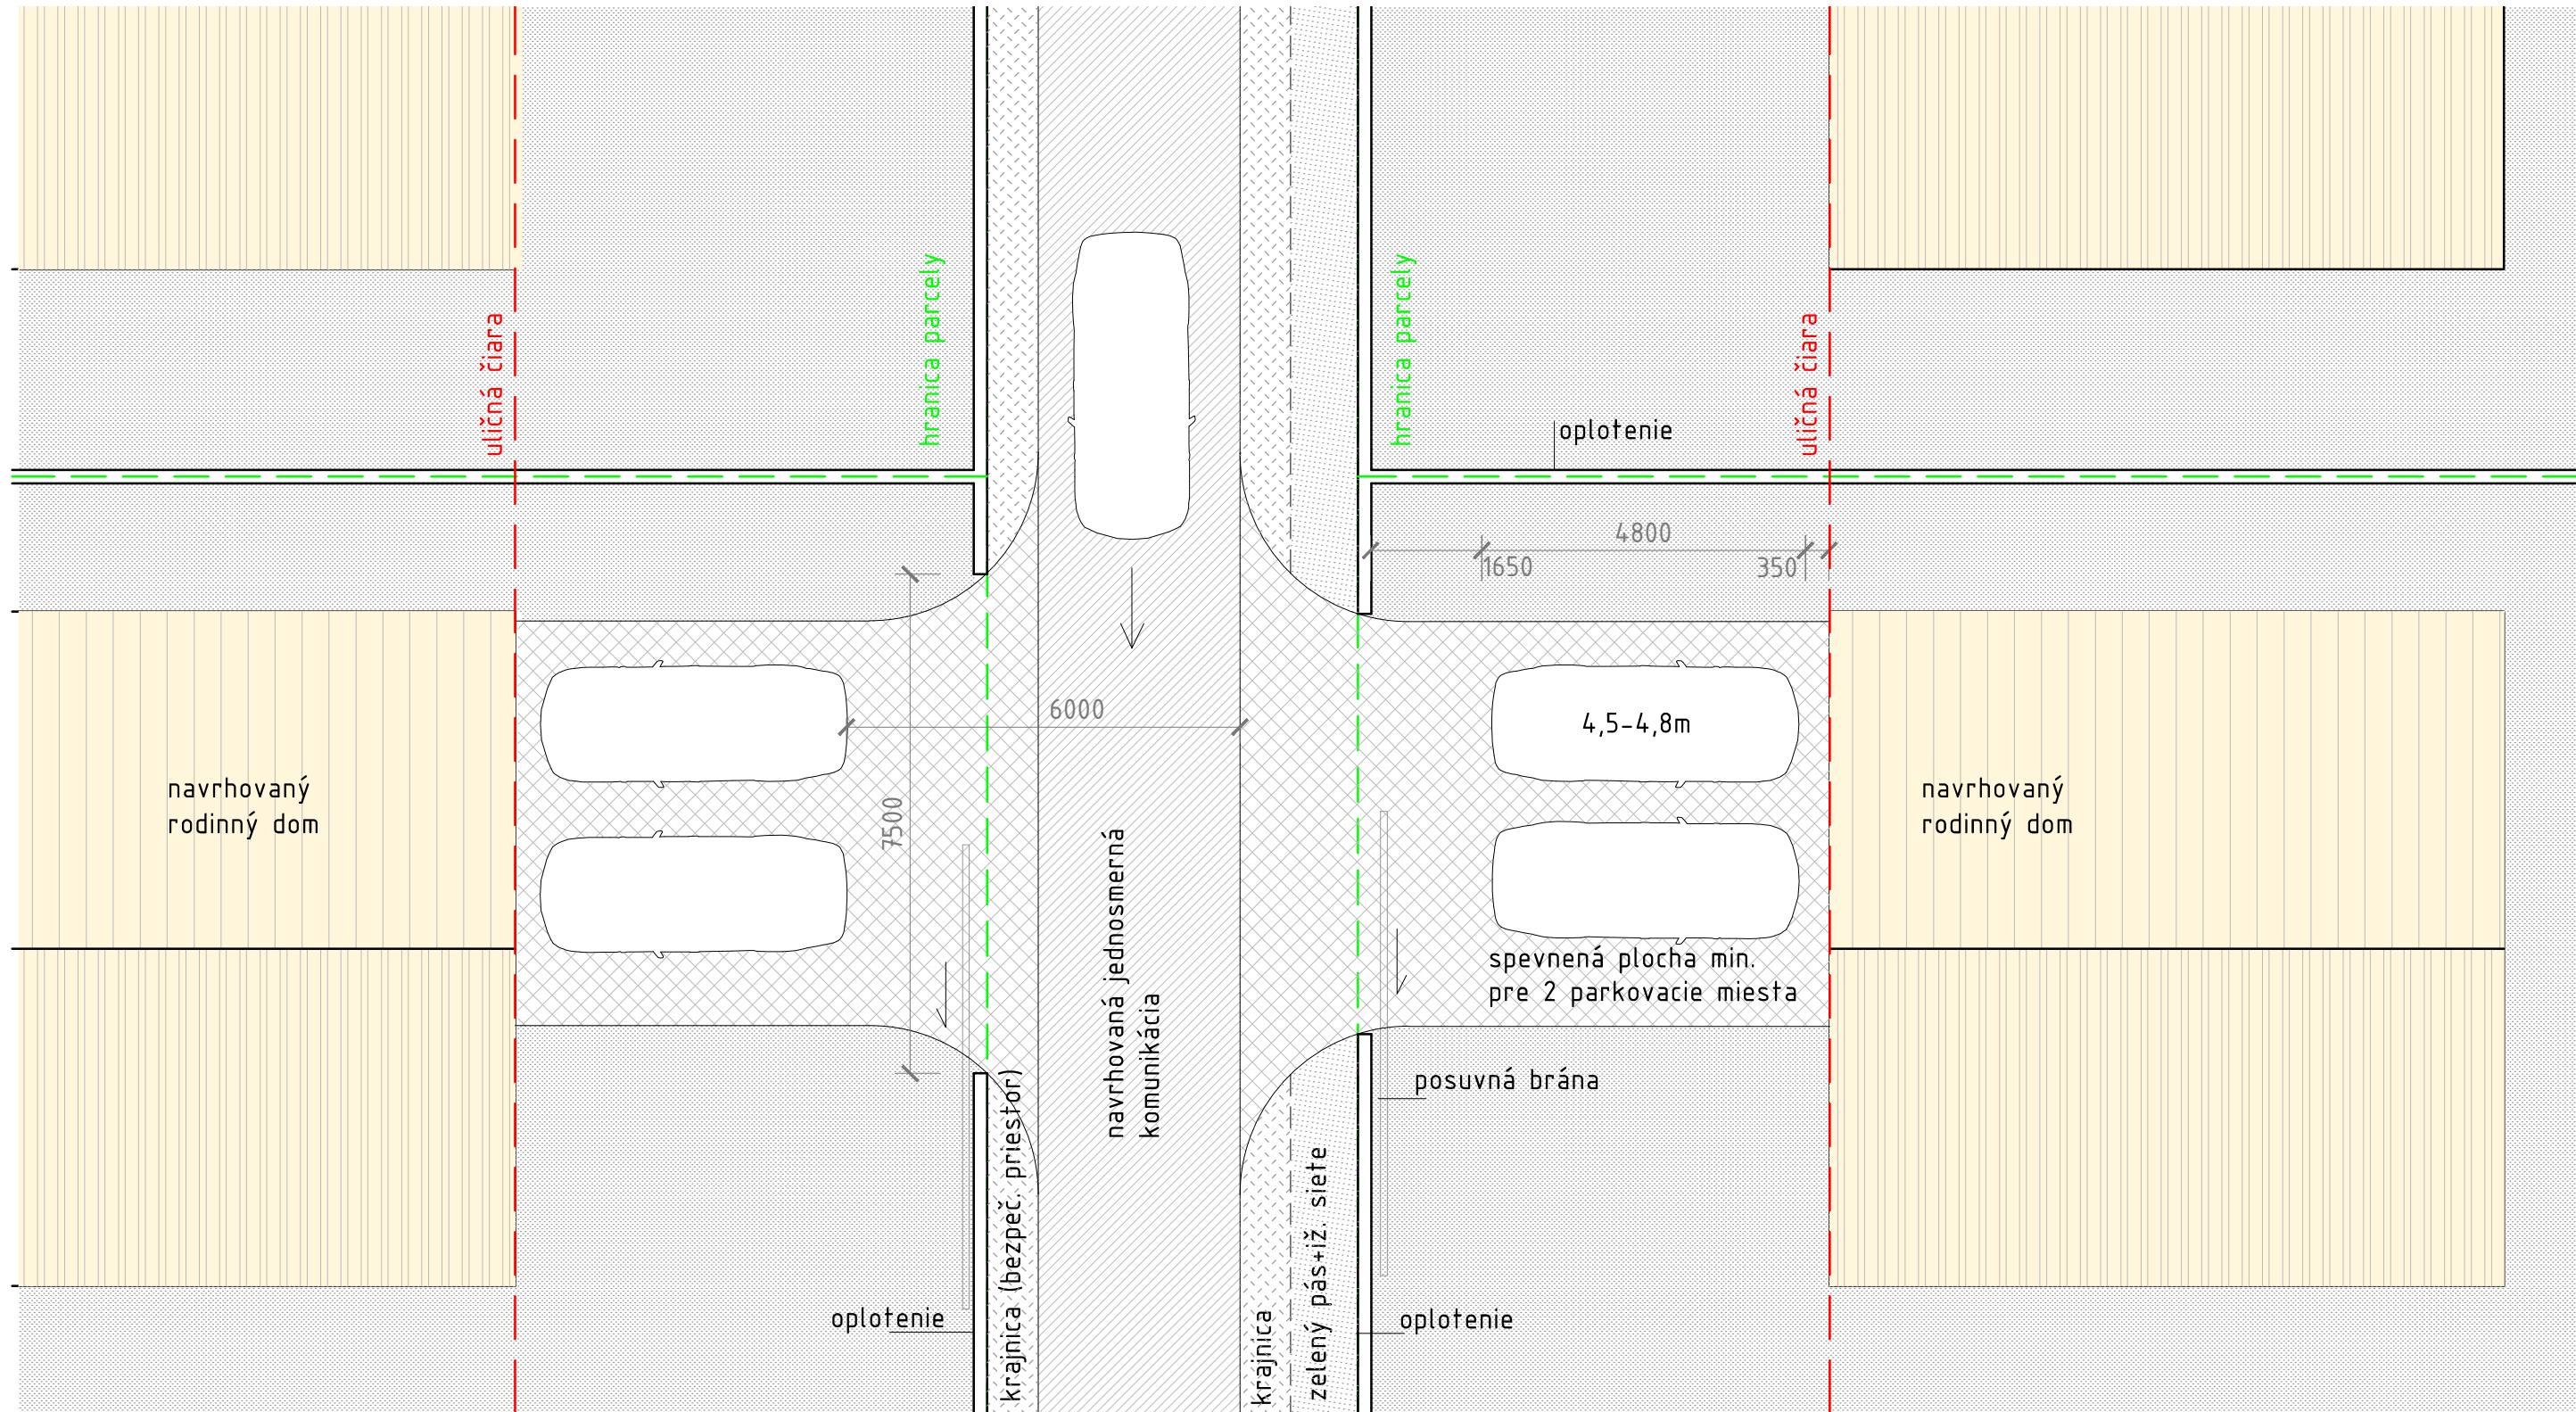 hranica parcely
hranica parcely
uličná čiara
uličná čiara
oplotenie
4800
1650
350
6000
4,5-4,8m
7500
navrhovaný
rodinný dom
navrhovaný
rodinný dom
navrhovaná jednosmerná
komunikácia
spevnená plocha min.
pre 2 parkovacie miesta
posuvná brána
krajnica (bezpeč. priestor)
krajnica
zelený pás+iž. siete
oplotenie
oplotenie